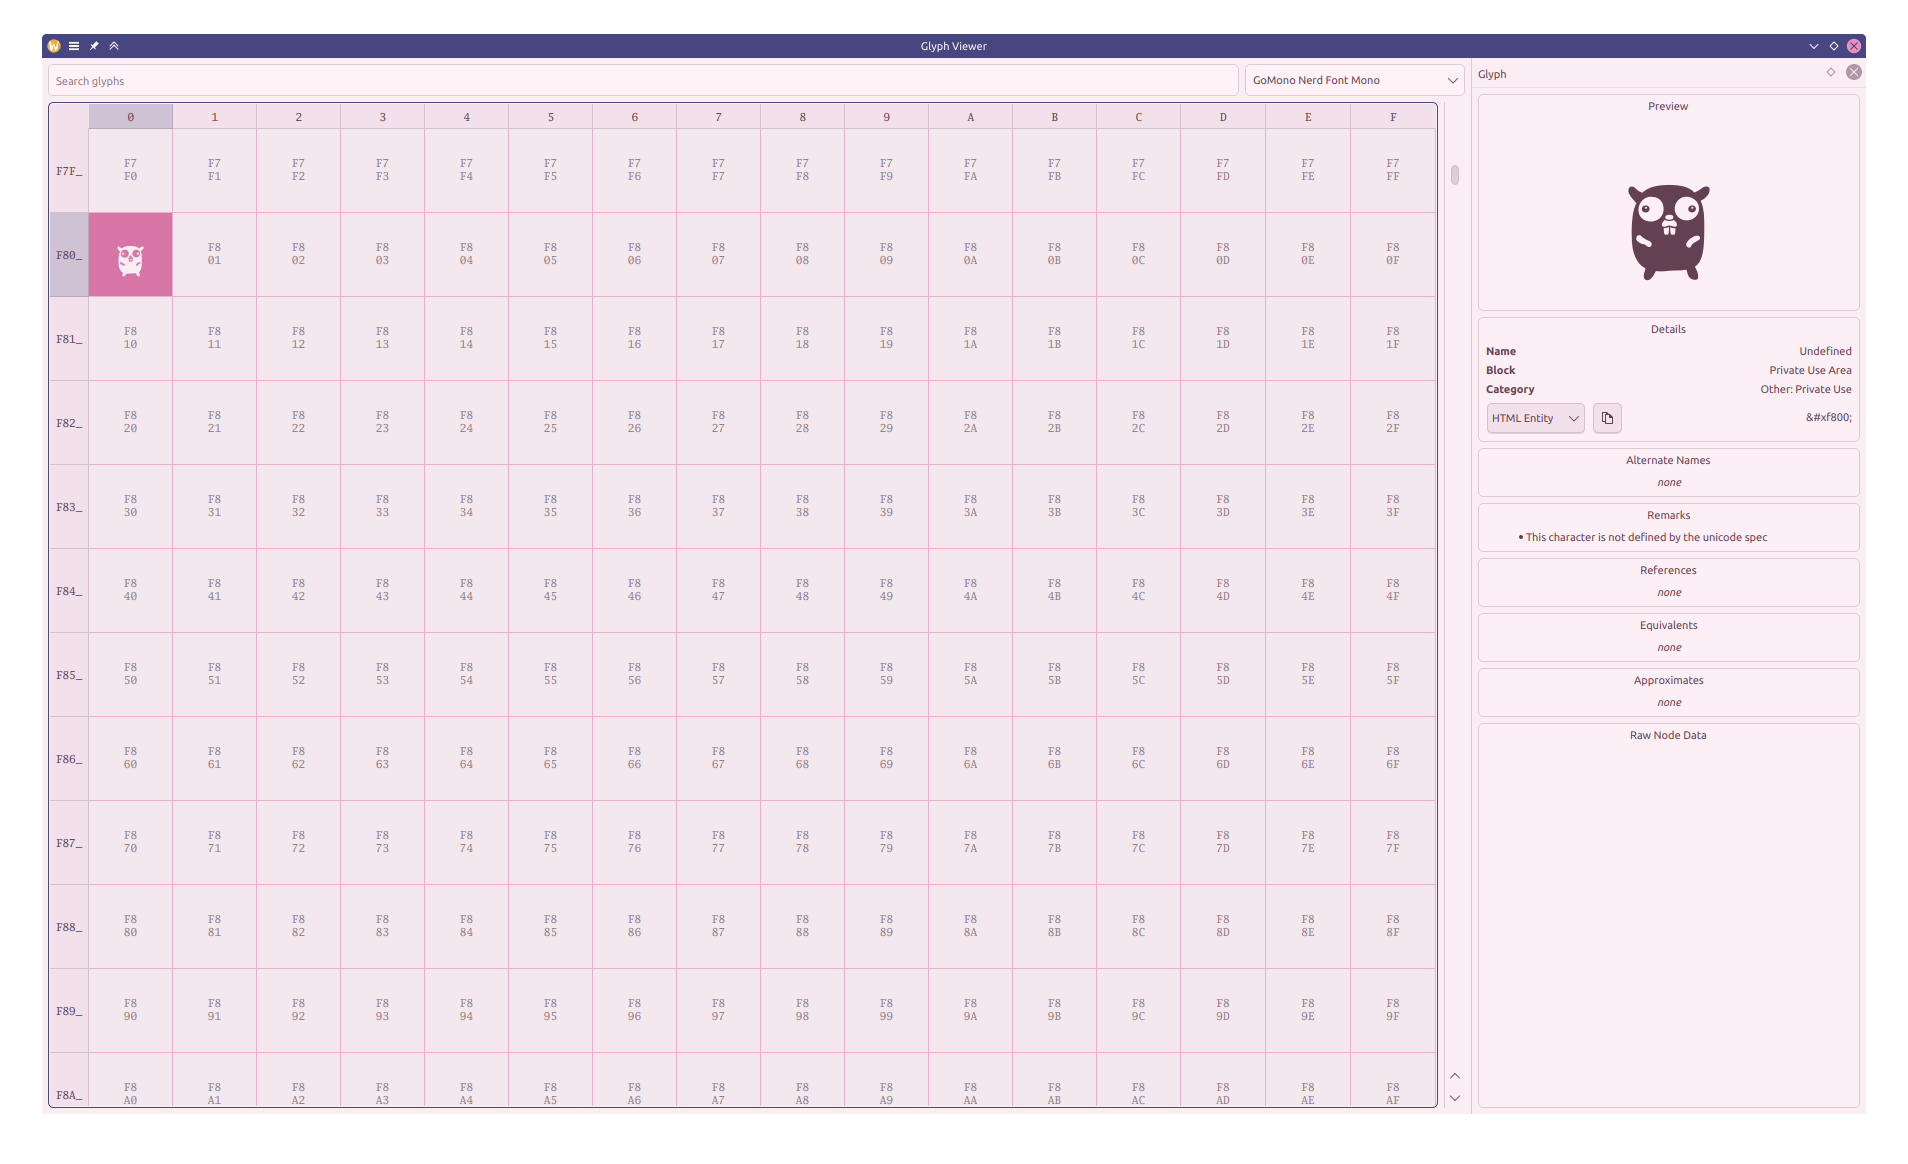 Glyph Viewer
Search glyphs
GoMono Nerd Font Mono
0 1 2 3 4 5 6 7 8 9 A B C D E F
F7 F7 F7 F7 F7 F7 F7 F7 F7 F7 F7 F7 F7 F7 F7 F7
F7F_
F0 F1 F2 F3 F4 F5 F6 F7 F8 F9 FA FB FC FD FE FF
F8 F8 F8 F8 F8 F8 F8 F8 F8 F8 F8 F8 F8 F8 F8
F80_
01 02 03 04 05 06 07 08 09 0A 0B 0C 0D 0E 0F
F8 F8 F8 F8 F8 F8 F8 F8 F8 F8 F8 F8 F8 F8 F8 F8
F81_
10 11 12 13 14 15 16 17 18 19 1A 1B 1C 1D 1E 1F
F8 F8 F8 F8 F8 F8 F8 F8 F8 F8 F8 F8 F8 F8 F8 F8
F82_
20 21 22 23 24 25 26 27 28 29 2A 2B 2C 2D 2E 2F
F8 F8 F8 F8 F8 F8 F8 F8 F8 F8 F8 F8 F8 F8 F8 F8
F83_
30 31 32 33 34 35 36 37 38 39 3A 3B 3C 3D 3E 3F
F8 F8 F8 F8 F8 F8 F8 F8 F8 F8 F8 F8 F8 F8 F8 F8
F84_
40 41 42 43 44 45 46 47 48 49 4A 4B 4C 4D 4E 4F
F8 F8 F8 F8 F8 F8 F8 F8 F8 F8 F8 F8 F8 F8 F8 F8
F85_
50 51 52 53 54 55 56 57 58 59 5A 5B 5C 5D 5E 5F
F8 F8 F8 F8 F8 F8 F8 F8 F8 F8 F8 F8 F8 F8 F8 F8
F86_
60 61 62 63 64 65 66 67 68 69 6A 6B 6C 6D 6E 6F
F8 F8 F8 F8 F8 F8 F8 F8 F8 F8 F8 F8 F8 F8 F8 F8
F87_
70 71 72 73 74 75 76 77 78 79 7A 7B 7C 7D 7E 7F
F8 F8 F8 F8 F8 F8 F8 F8 F8 F8 F8 F8 F8 F8 F8 F8
F88_
80 81 82 83 84 85 86 87 88 89 8A 8B 8C 8D 8E 8F
F8 F8 F8 F8 F8 F8 F8 F8 F8 F8 F8 F8 F8 F8 F8 F8
F89_
90 91 92 93 94 95 96 97 98 99 9A 9B 9C 9D 9E 9F
F8 F8 F8 F8 F8 F8 F8 F8 F8 F8 F8 F8 F8 F8 F8 F8
F8A_
A0 A1 A2 A3 A4 A5 A6 A7 A8 A9 AA AB AC AD AE AF
Glyph
Preview
Details
Name Undefined
Block Private Use Area
Category Other: Private Use
HTML Entity &#xf800;
Alternate Names
none
Remarks
• This character is not defined by the unicode spec
References
none
Equivalents
none
Approximates
none
Raw Node Data